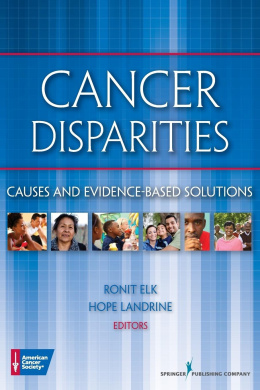 CANCER
DISPARITIES
CAUSES AND EVIDENCE-BASED SOLUTIONS
RONIT ELK
HOPE LANDRINE
EDITORS
American
Cancer
Society®
SPRINGER PUBLISHING COMPANY